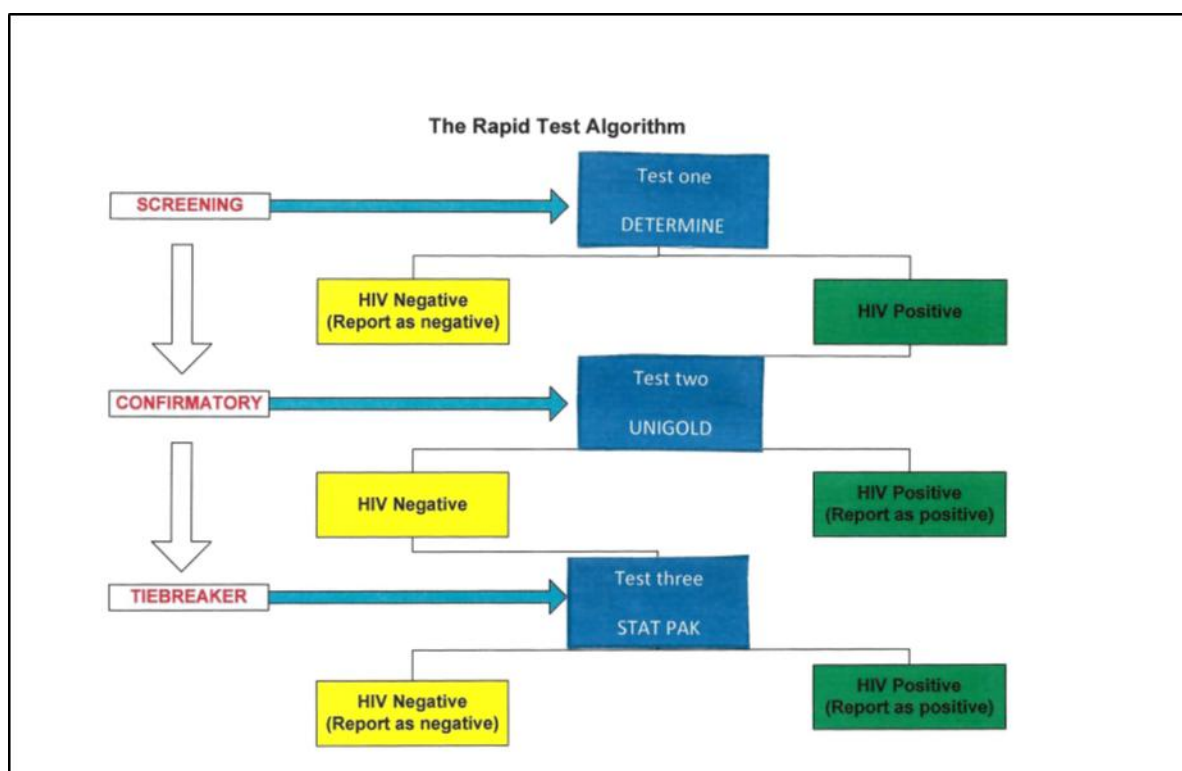 The Rapid Test Algorithm
Test one
DETERMINE
SCREENING
HIV Negative
(Report as negative)
HIV Positive
Test two
UNIGOLD
CONFIRMATORY
HIV Negative
HIV Positive
(Report as positive)
Test three
STAT PAK
TIEBREAKER
HIV Negative
(Report as negative)
HIV Positive
(Report as positive)